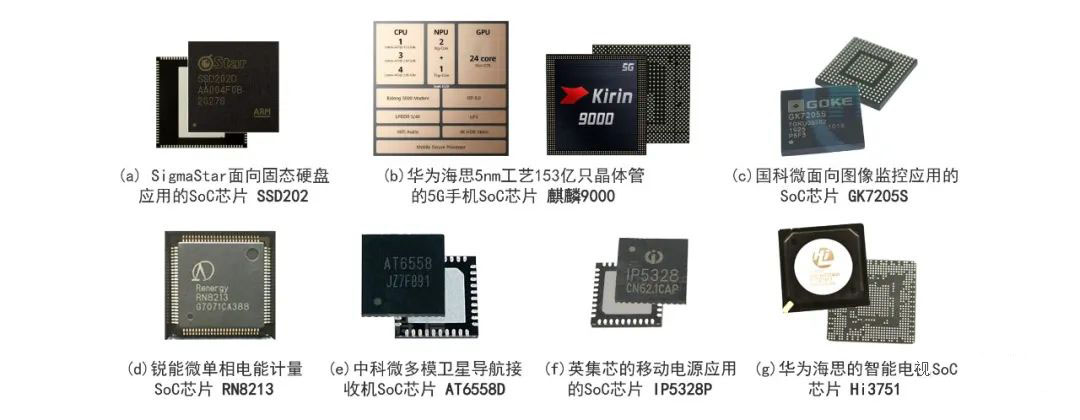 Star
SSD202D
AA004F0B
20276
ARM
CPU
NPU
GPU
1
2
3
+
24 core
4
1
5G
Kirin
9000
GOKE
GK7205S
1925
1018
(a) SigmaStar面向固态硬盘
应用的SoC芯片 SSD202
(b)华为海思5nm工艺153亿只晶体管
的5G手机SoC芯片 麒麟9000
(c)国科微面向图像监控应用的
SoC芯片 GK7205S
Renergy
RN8213
G7071CA388
AT6558
JZ7F891
IP5328
CN621CAP
Hi
(d)锐能微单相电能计量
SoC芯片 RN8213
(e)中科微多模卫星导航接
收机SoC芯片 AT6558D
(f)英集芯的移动电源应用
的SoC芯片 IP5328P
(g)华为海思的智能电视SoC
芯片 Hi3751